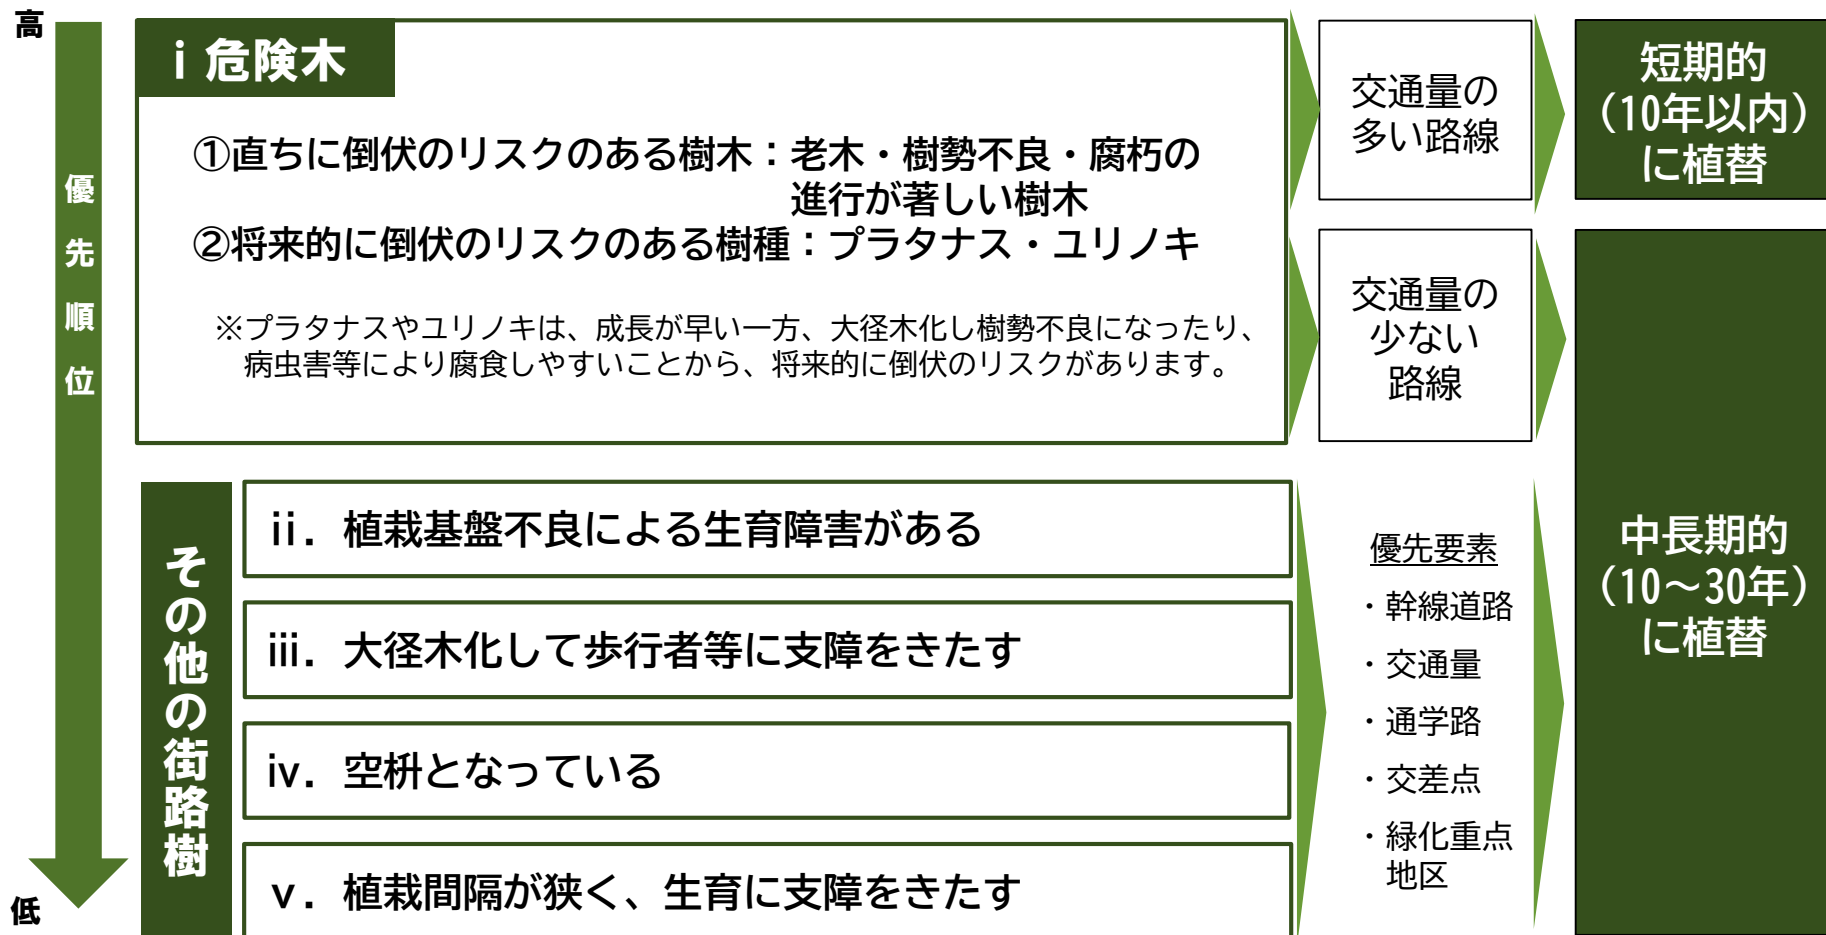 高
優先順位
低
ⅰ 危険木
①直ちに倒伏のリスクのある樹木：老木・樹勢不良・腐朽の
進行が著しい樹木
②将来的に倒伏のリスクのある樹種：プラタナス・ユリノキ
※プラタナスやユリノキは、成長が早い一方、大径木化し樹勢不良になったり、
病虫害等により腐食しやすいことから、将来的に倒伏のリスクがあります。
交通量の
多い路線
短期的
（10年以内）
に植替
交通量の
少ない
路線
その他の街路樹
ⅱ．植栽基盤不良による生育障害がある
ⅲ．大径木化して歩行者等に支障をきたす
ⅳ．空枡となっている
ⅴ．植栽間隔が狭く、生育に支障をきたす
優先要素
・幹線道路
・交通量
・通学路
・交差点
・緑化重点
地区
中長期的
（10～30年）
に植替